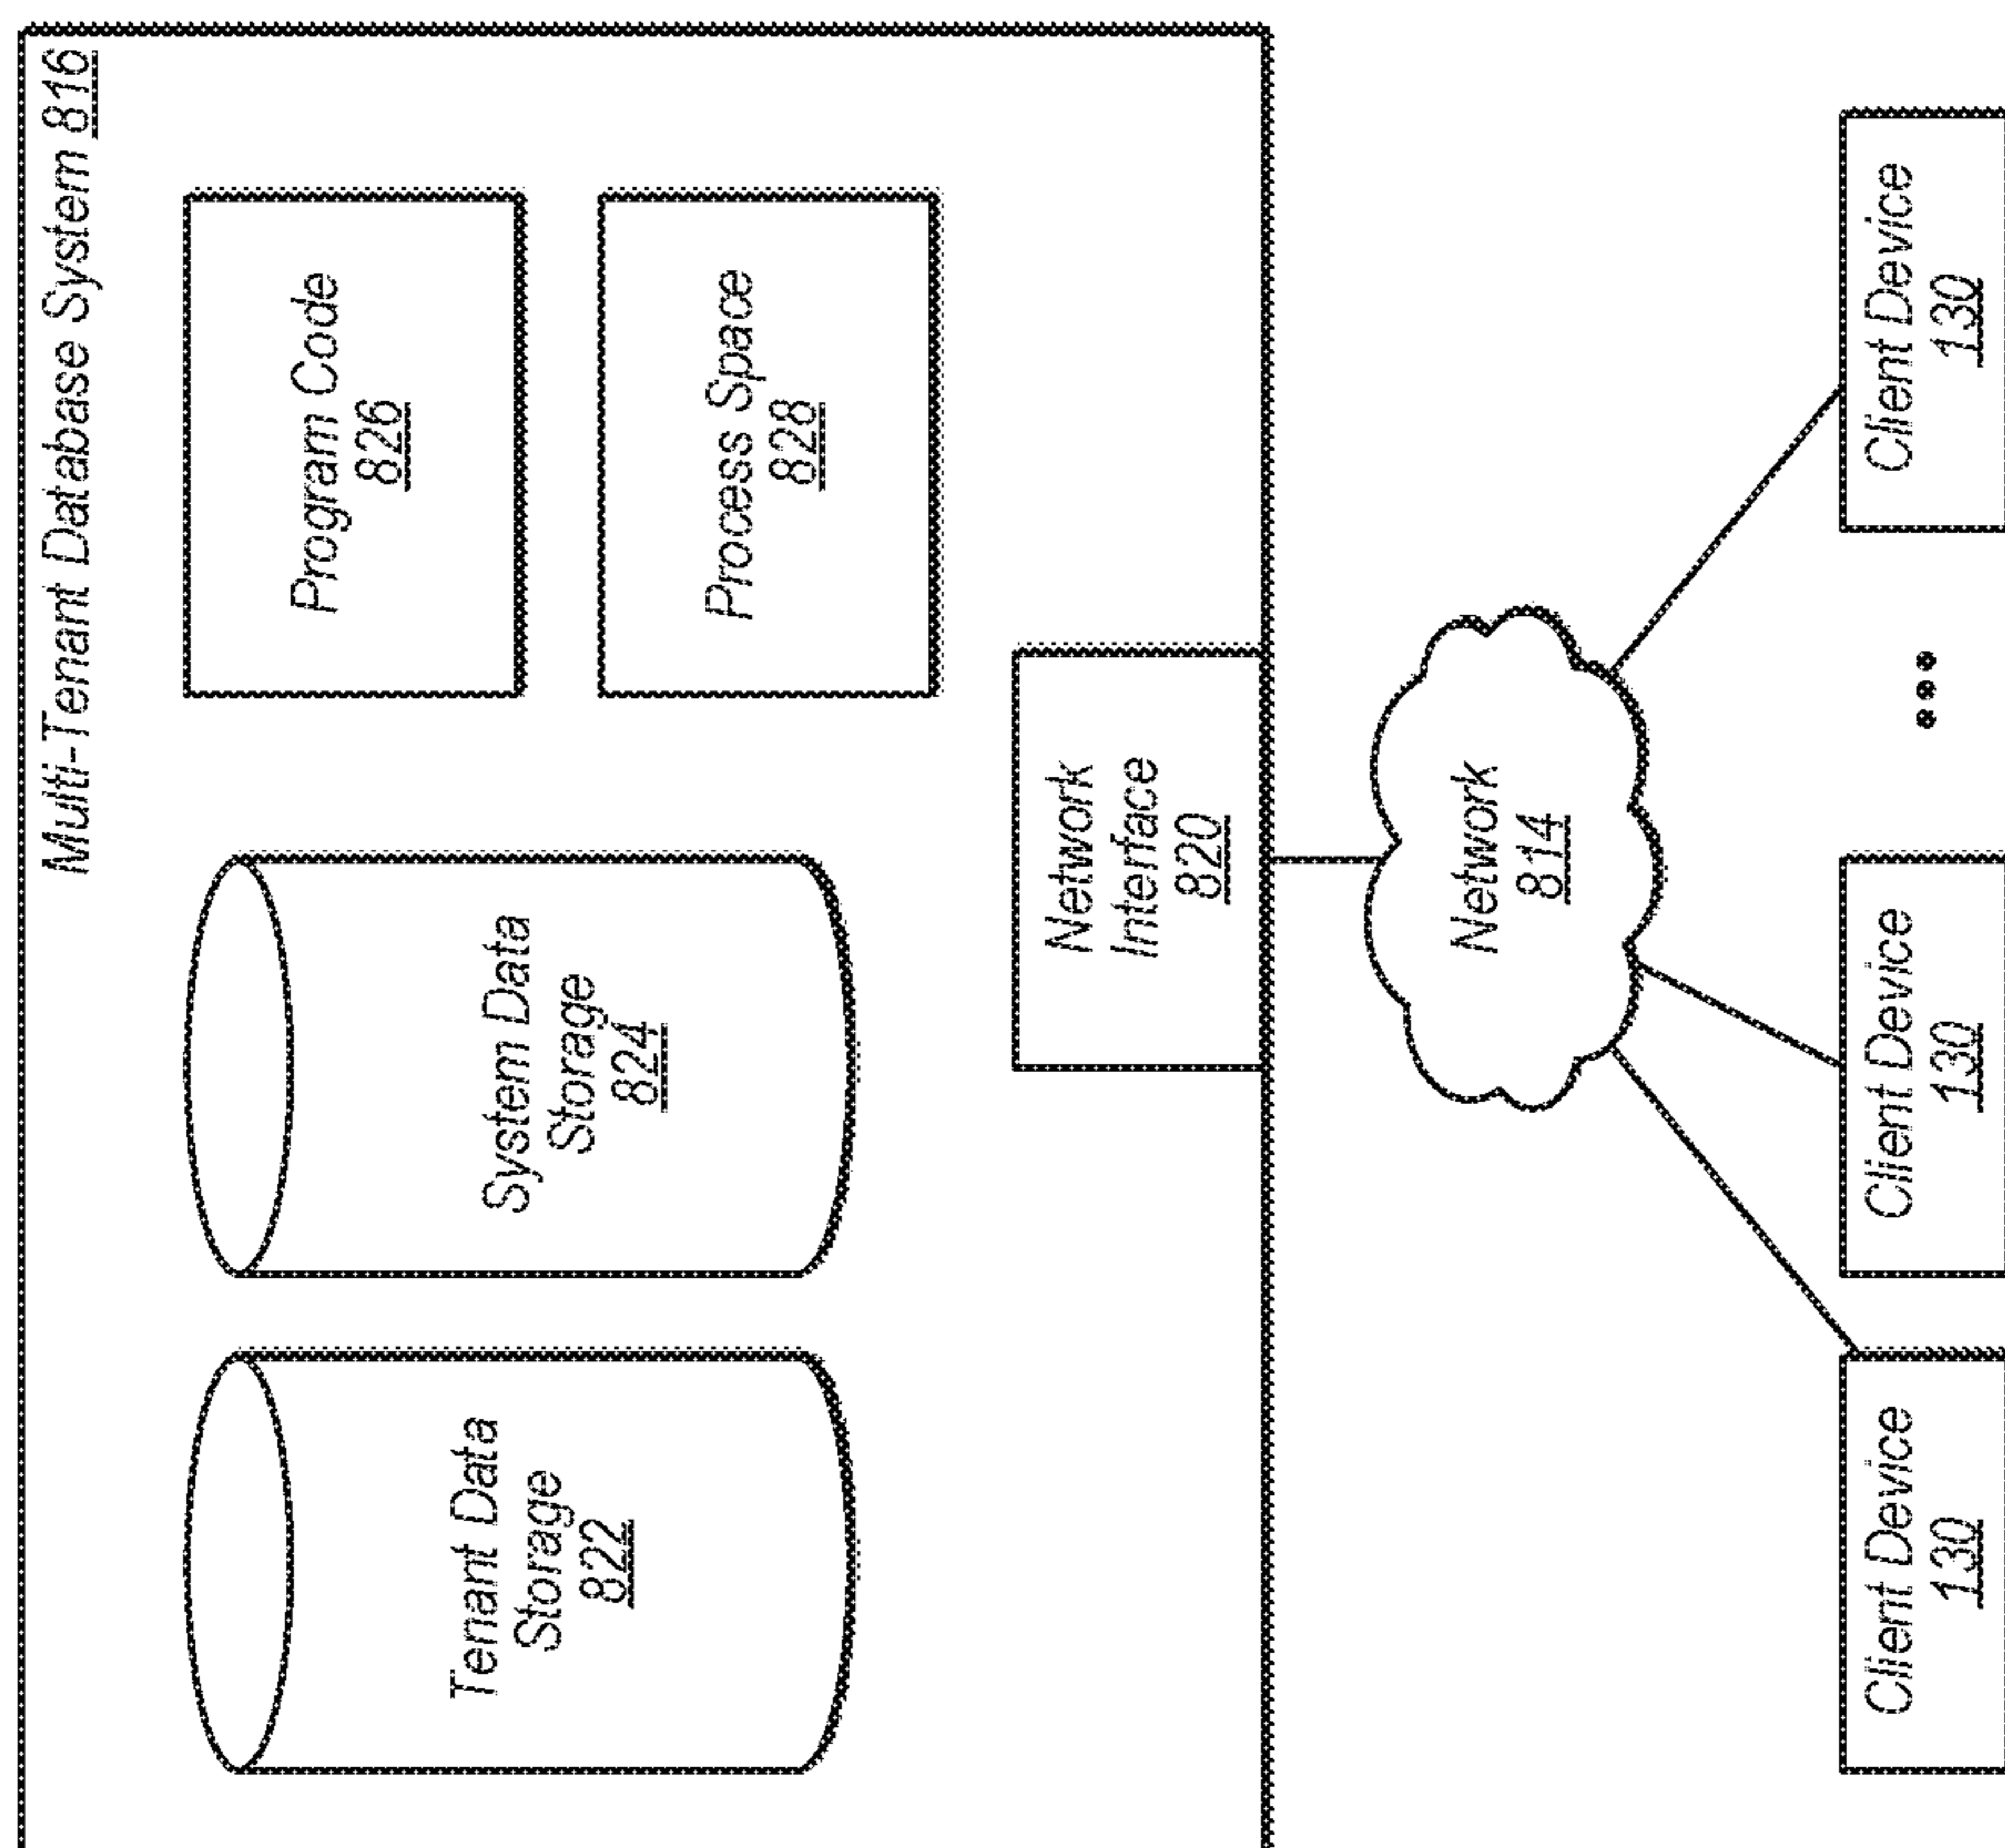 Multi-Tenant Database System 816
Tenant Data
Storage
822
System Data
Storage
824
Program Code
826
Process Space
828
Network
Interface
820
Network
814
Client Device
130
Client Device
130
Client Device
130